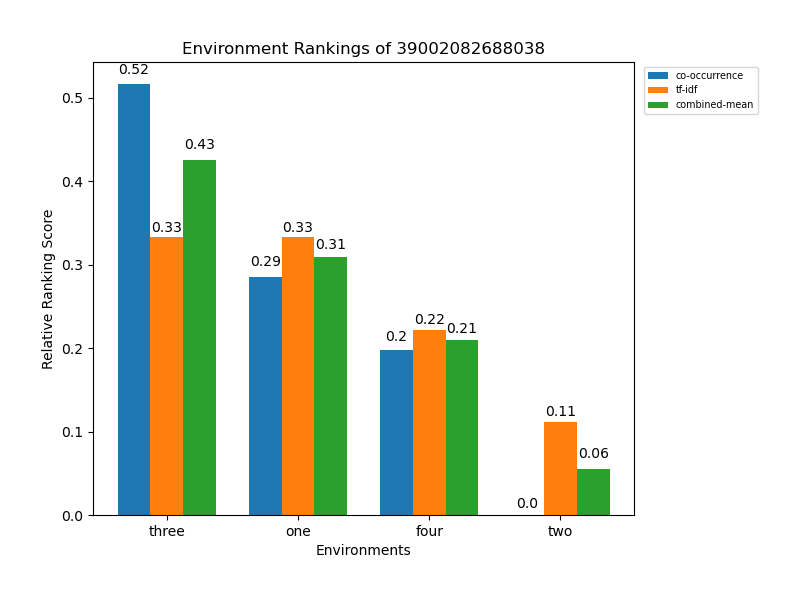 Environment Rankings of 39002082688038
co-occurrence
tf-idf
combined-mean
Relative Ranking Score
0.5
0.4
0.3
0.2
0.1
0.0
0.52
0.33
0.43
0.29
0.33
0.31
0.2
0.22
0.21
0.0
0.11
0.06
three one four two
Environments